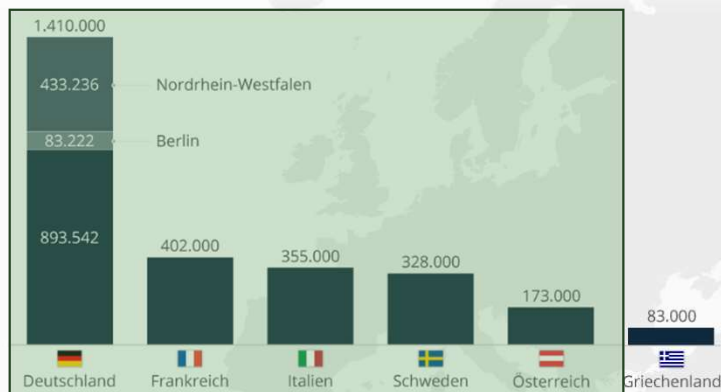 1.410.000
433.236
Nordrhein-Westfalen
83.222
Berlin
893.542
402.000
355.000
328.000
173.000
83.000
Deutschland
Frankreich
Italien
Schweden
Österreich
Griechenland